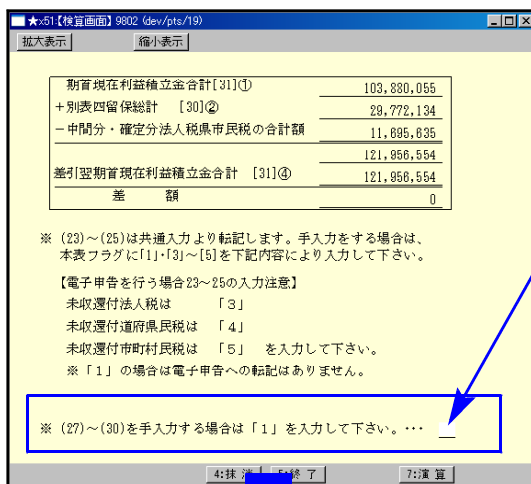 ★x51:【検算画面】 9802 (dev/pts/19)
拡大表示 縮小表示
期首現在利益積立金合計[31]① 103,880,055
+別表四留保総計 [30]② 29,772,134
-中間分・確定分法人税県市民税の合計額 11,695,635
121,956,554
差引翌期首現在利益積立金合計 [31]④ 121,956,554
差 額 0
※ (23)~(25)は共通入力より転記します。手入力をする場合は、
本表フラグに「1」・「3」~[5]を下記内容により入力して下さい。
【電子申告を行う場合23~25の入力注意】
未収還付法人税は 「3」
未収還付道府県民税は 「4」
未収還付市町村民税は 「5」 を入力して下さい。
※「1」の場合は電子申告への転記はありません。
※ (27)~(30)を手入力する場合は「1」を入力して下さい。・・・
4:抹 消 5:終 了 7:演 算